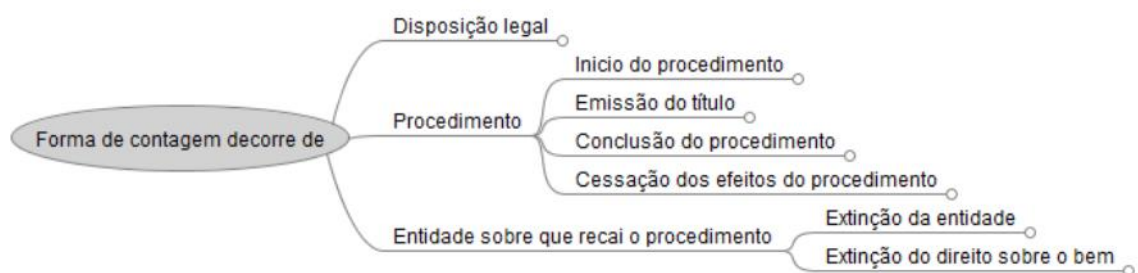 Forma de contagem decorre de
Disposição legal
Procedimento
Inicio do procedimento
Emissão do título
Conclusão do procedimento
Cessação dos efeitos do procedimento
Entidade sobre que recai o procedimento
Extinção da entidade
Extinção do direito sobre o bem